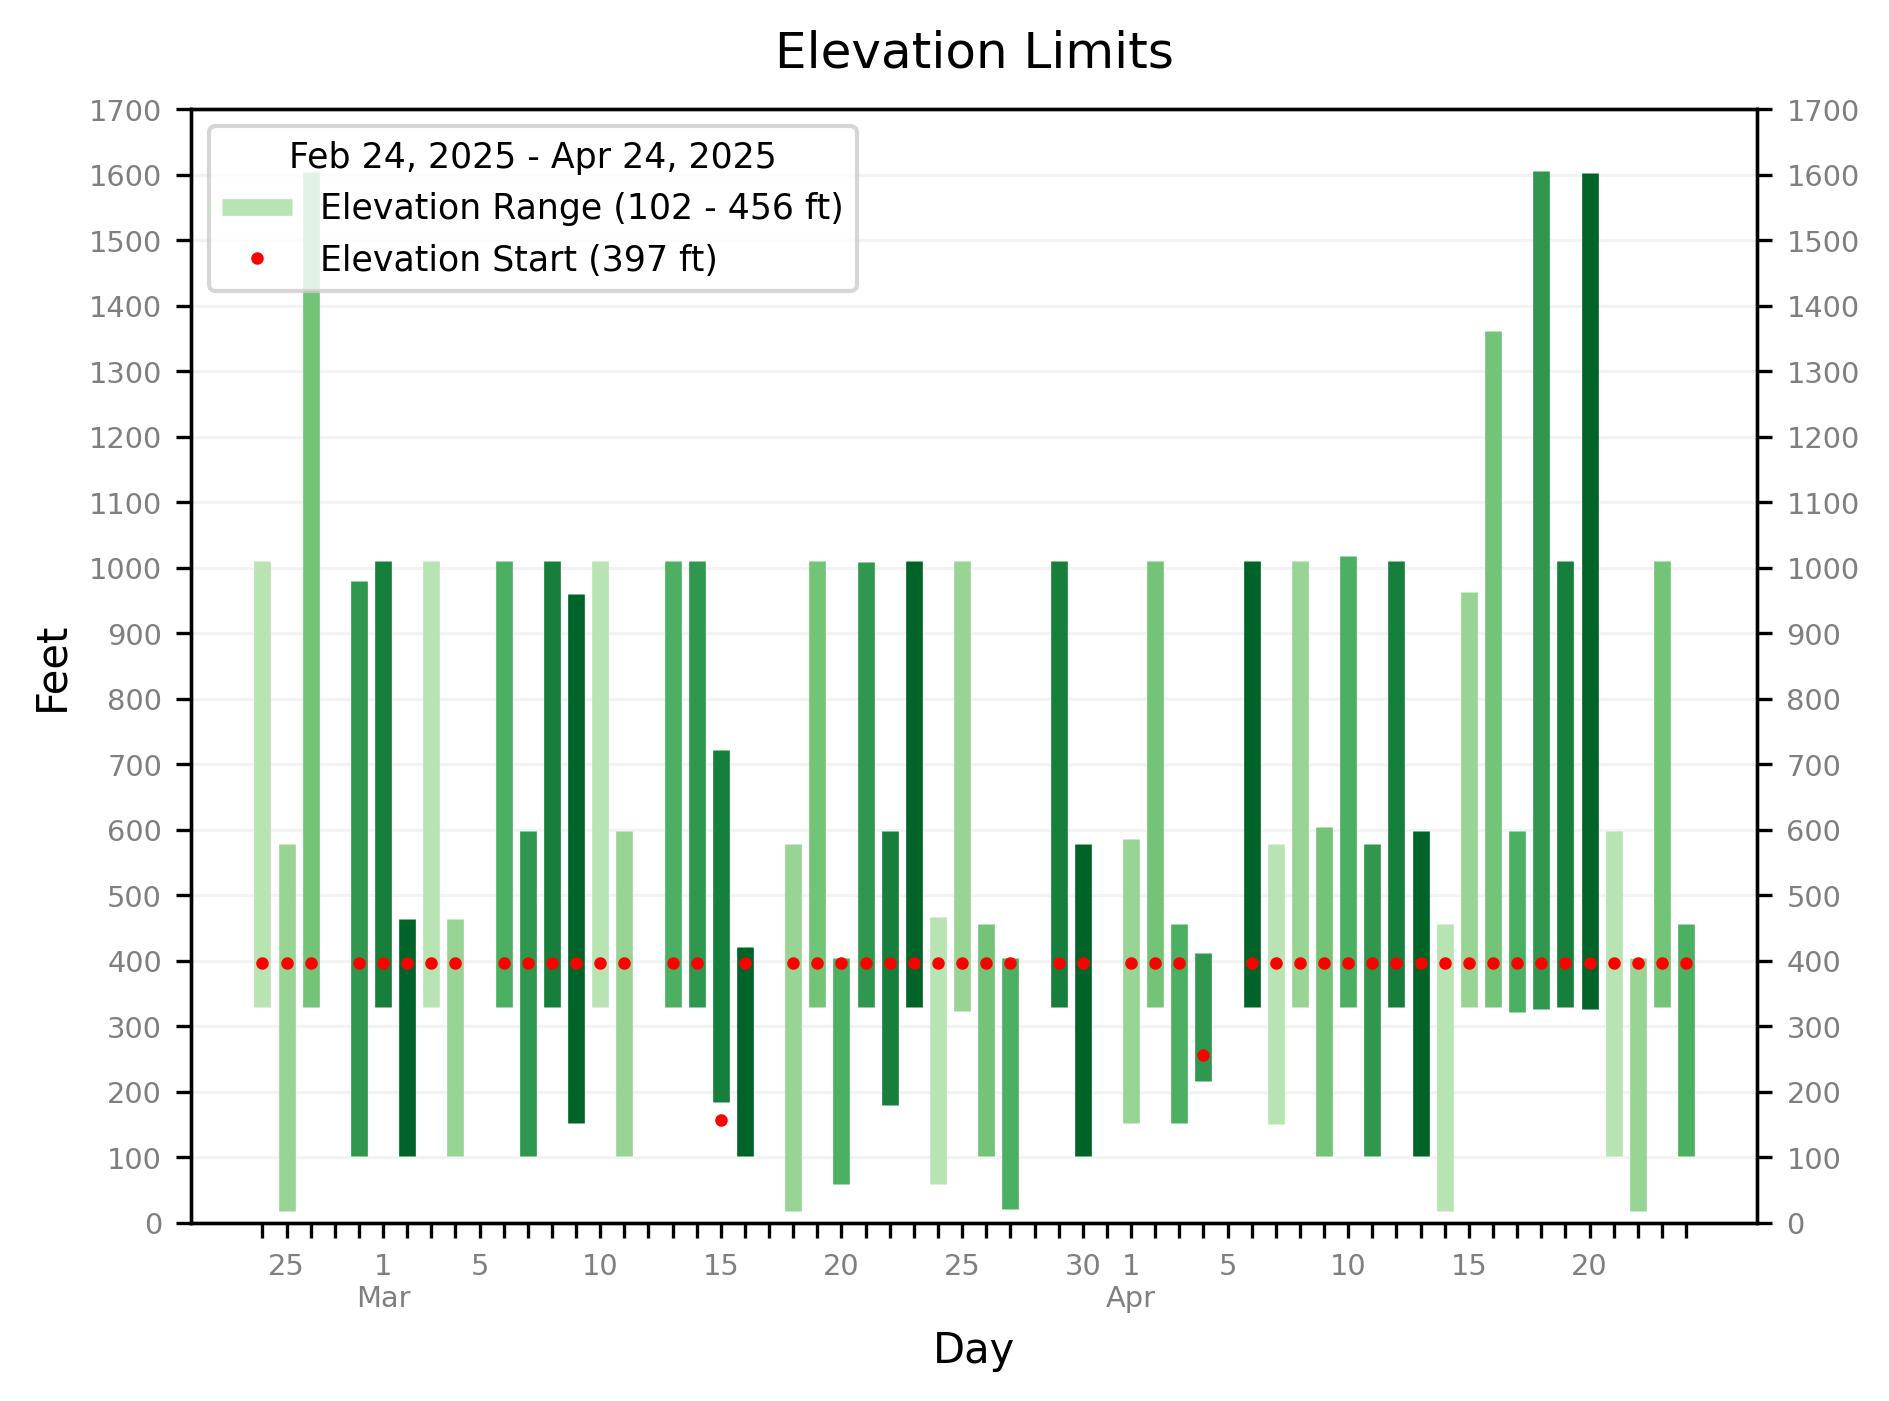 Elevation Limits
Feb 24, 2025 - Apr 24, 2025
Elevation Range (102 - 456 ft)
Elevation Start (397 ft)
1700 1700
1600 1600
1500 1500
1400 1400
1300 1300
1200 1200
1100 1100
1000 1000
900 900
800 800
700 700
600 600
500 500
400 400
300 300
200 200
100 100
0 0
Feet
25 1 5 10 15 20 25 30 1 5 10 15 20
Mar Apr
Day